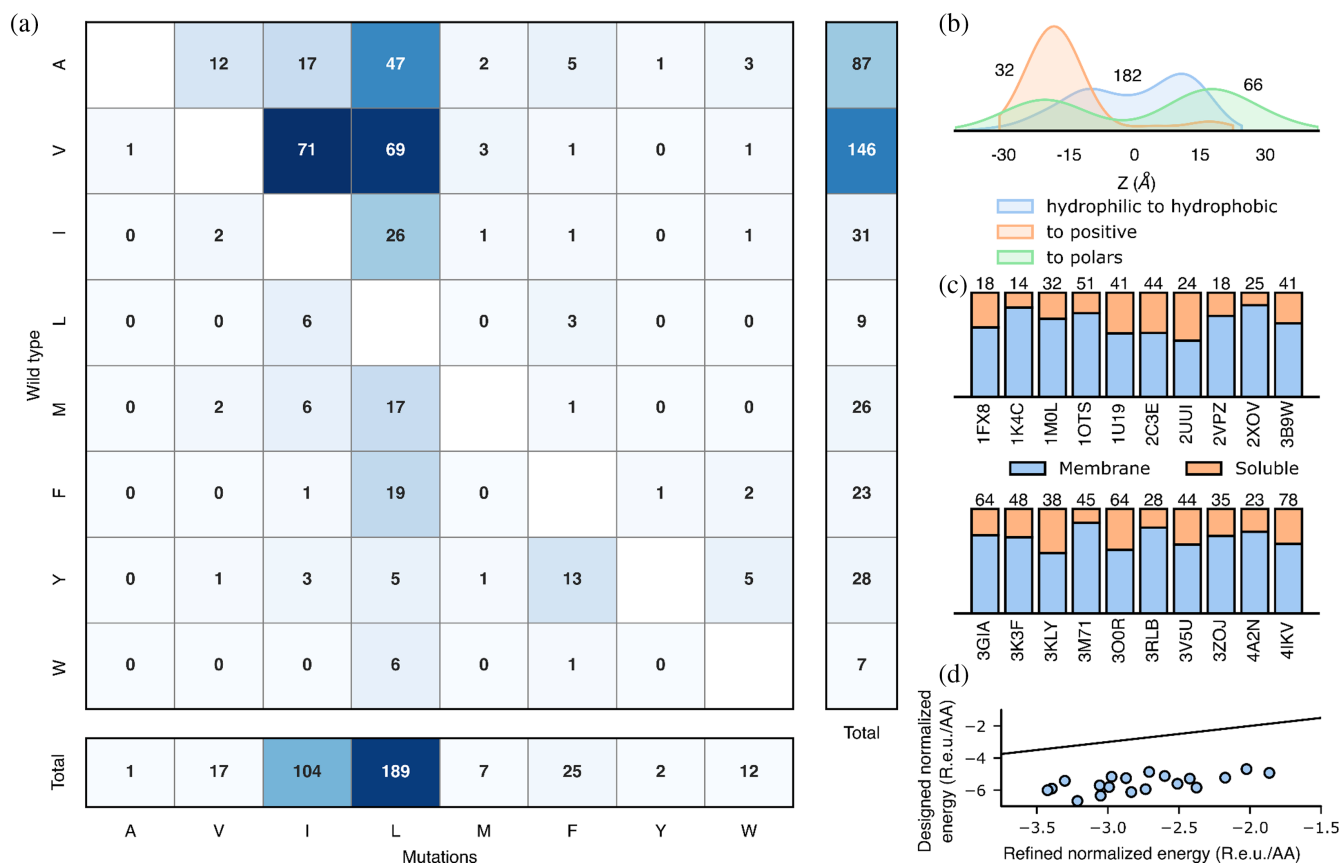 (a)
A
12
17
47
2
5
1
3
87
V
1
71
69
3
1
0
1
146
I
0
2
26
1
1
0
1
31
L
0
0
6
0
3
0
0
9
Wild type
M
0
2
6
17
1
0
0
26
F
0
0
1
19
0
1
2
23
Y
0
1
3
5
1
13
5
28
W
0
0
0
6
0
1
0
7
Total
Total
1
17
104
189
7
25
2
12
A
V
I
L
M
F
Y
W
Mutations
(b)
32
182
66
-30
-15
0
15
30
Z (Å)
hydrophilic to hydrophobic
to positive
to polars
(c)
18 14 32 51 41 44 24 18 25 41
1FX8
1K4C
1M0L
1OTS
1U19
2C3E
2UUI
2VPZ
2XOV
3B9W
Membrane
Soluble
64 48 38 45 64 28 44 35 23 78
3GIA
3K3F
3KLY
3M71
3O0R
3RLB
3V5U
3ZOJ
4A2N
4IKV
(d)
Designed normalized
energy (R.e.u./AA)
−2
−4
−6
−3.5
−3.0
−2.5
−2.0
−1.5
Refined normalized energy (R.e.u./AA)